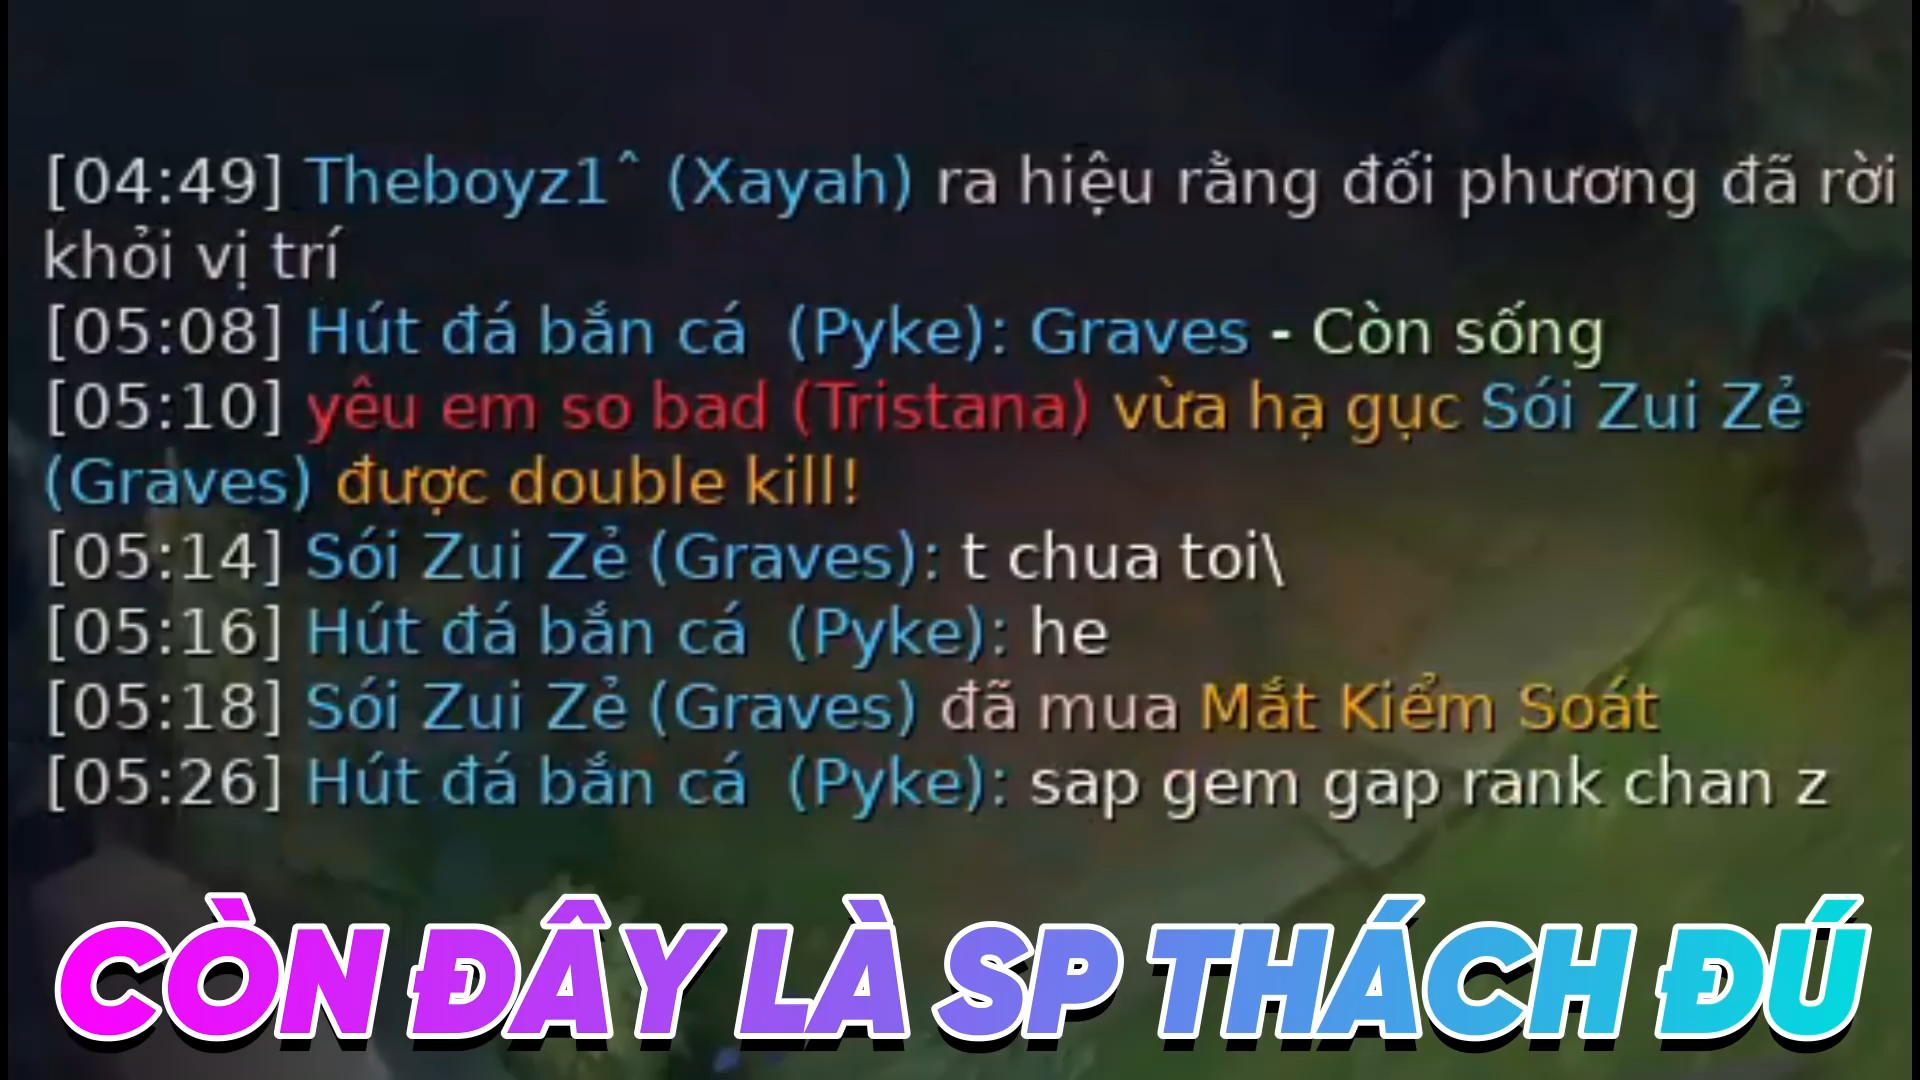 [04:49] Theboyz1ˆ (Xayah) ra hiệu rằng đối phương đã rời
khỏi vị trí
[05:08] Hút đá bắn cá  (Pyke): Graves - Còn sống
[05:10] yêu em so bad (Tristana) vừa hạ gục Sói Zui Zẻ
(Graves) được double kill!
[05:14] Sói Zui Zẻ (Graves): t chua toi\
[05:16] Hút đá bắn cá  (Pyke): he
[05:18] Sói Zui Zẻ (Graves) đã mua Mắt Kiểm Soát
[05:26] Hút đá bắn cá  (Pyke): sap gem gap rank chan z
CÒN ĐÂY LÀ SP THÁCH ĐÚ